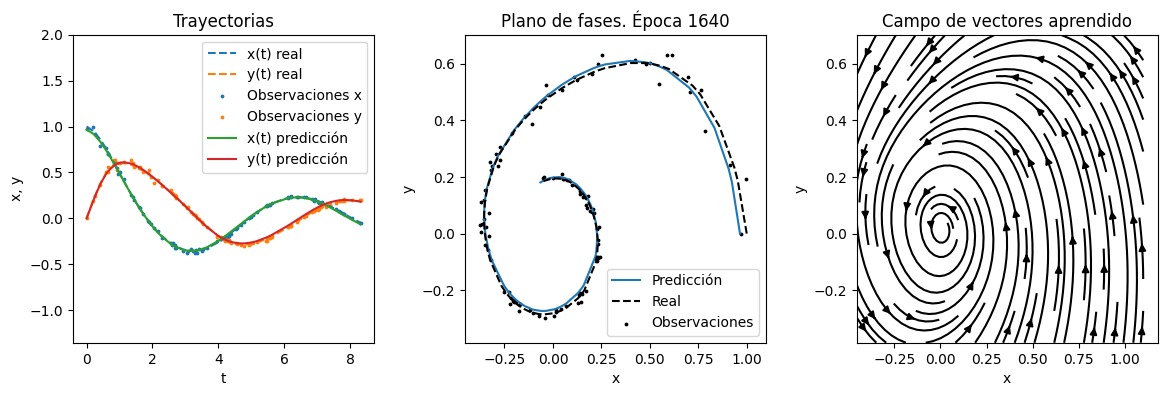 Trayectorias
2.0
1.5
1.0
0.5
0.0
−0.5
−1.0
x, y
0
2
4
6
8
t
x(t) real
y(t) real
Observaciones x
Observaciones y
x(t) predicción
y(t) predicción
Plano de fases. Época 1640
0.6
0.4
0.2
0.0
−0.2
y
−0.25
0.00
0.25
0.50
0.75
1.00
x
Predicción
Real
Observaciones
Campo de vectores aprendido
0.6
0.4
0.2
0.0
−0.2
y
−0.25
0.00
0.25
0.50
0.75
1.00
x